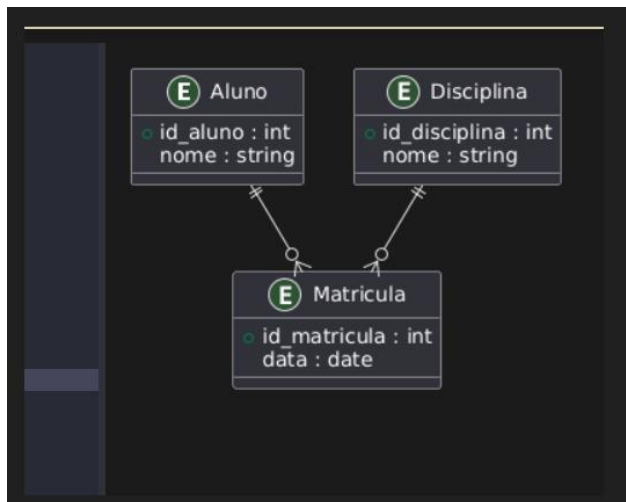 E Aluno
id_aluno : int
nome : string
E Disciplina
id_disciplina : int
nome : string
E Matricula
id_matricula : int
data : date